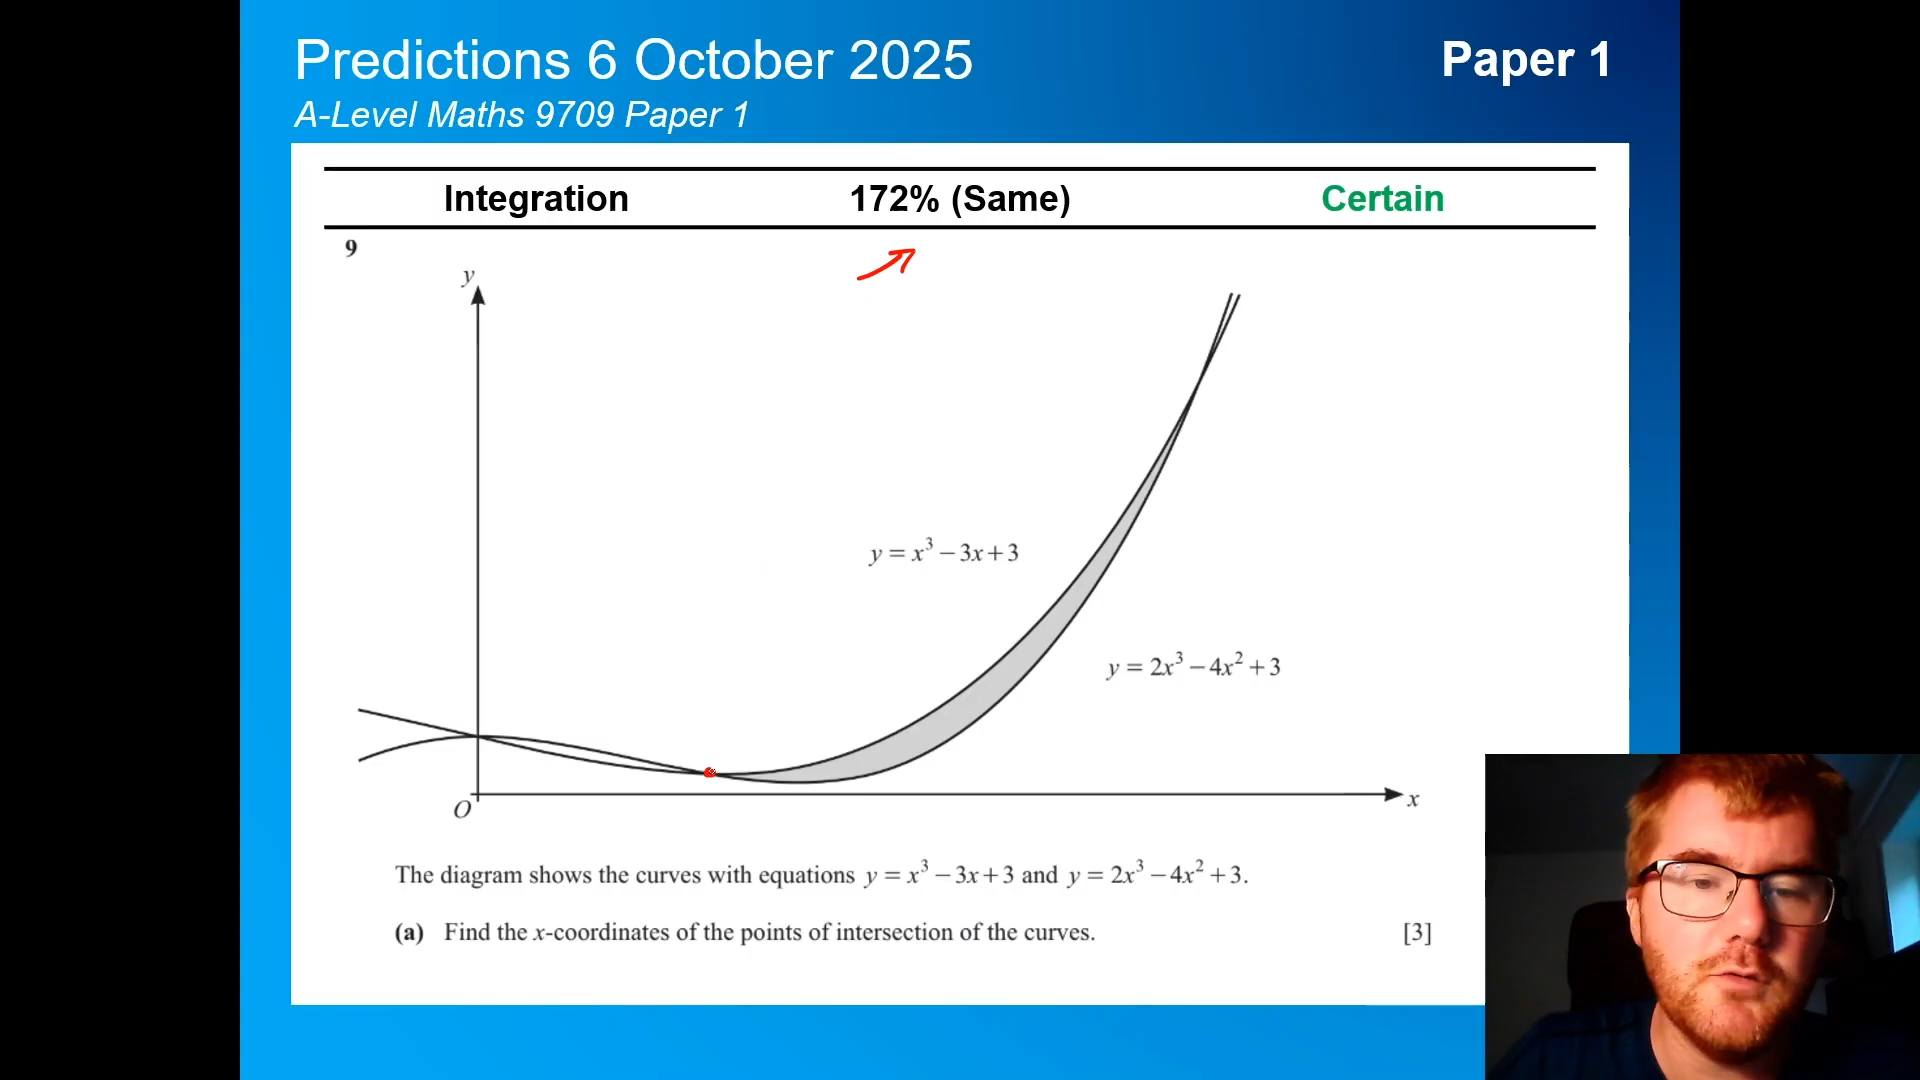 Predictions 6 October 2025
Paper 1
A-Level Maths 9709 Paper 1
Integration 172% (Same) Certain
9
y
y = x³ − 3x + 3
y = 2x³ − 4x² + 3
O
x
The diagram shows the curves with equations y = x³ − 3x + 3 and y = 2x³ − 4x² + 3.
(a) Find the x-coordinates of the points of intersection of the curves. [3]